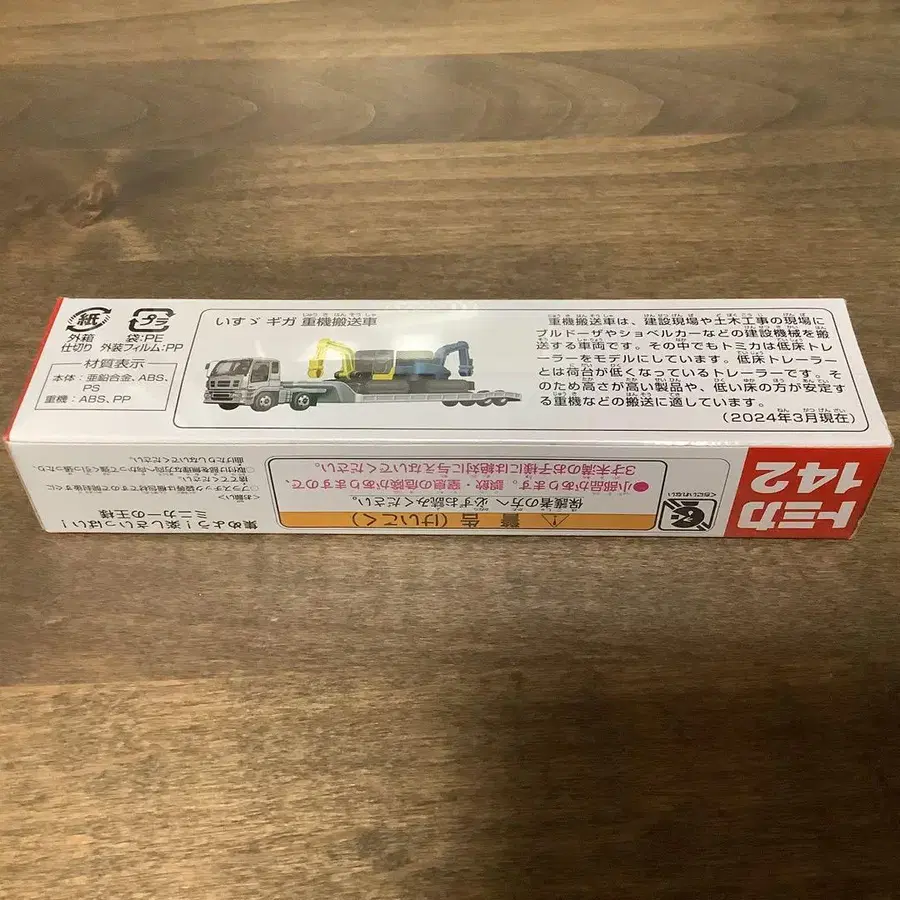 紙
プラ
外箱
仕切り
袋:PE
外装フィルム:PP
材質表示
本体:亜鉛合金、ABS、
PS
重機:ABS、PP
いすゞ ギガ 重機搬送車
重機搬送車は、建設現場や土木工事の現場に
ブルドーザやショベルカーなどの建設機械を搬
送する車両です。その中でもトミカは低床トレ
ーラーをモデルにしています。低床トレーラー
とは荷台が低くなっているトレーラーです。そ
のため高さが高い製品や、低い床の方が安定す
る重機などの搬送に適しています。
(2024年3月現在)
トミカ
142
警告(けいこく)
保護者の方へ 必ずお読みください。
●小部品があります。誤飲・窒息の危険がありますので、
3才未満のお子様には絶対に与えないでください。
集めよう!楽しさいっぱい!
ミニカーの王様
<お願い>